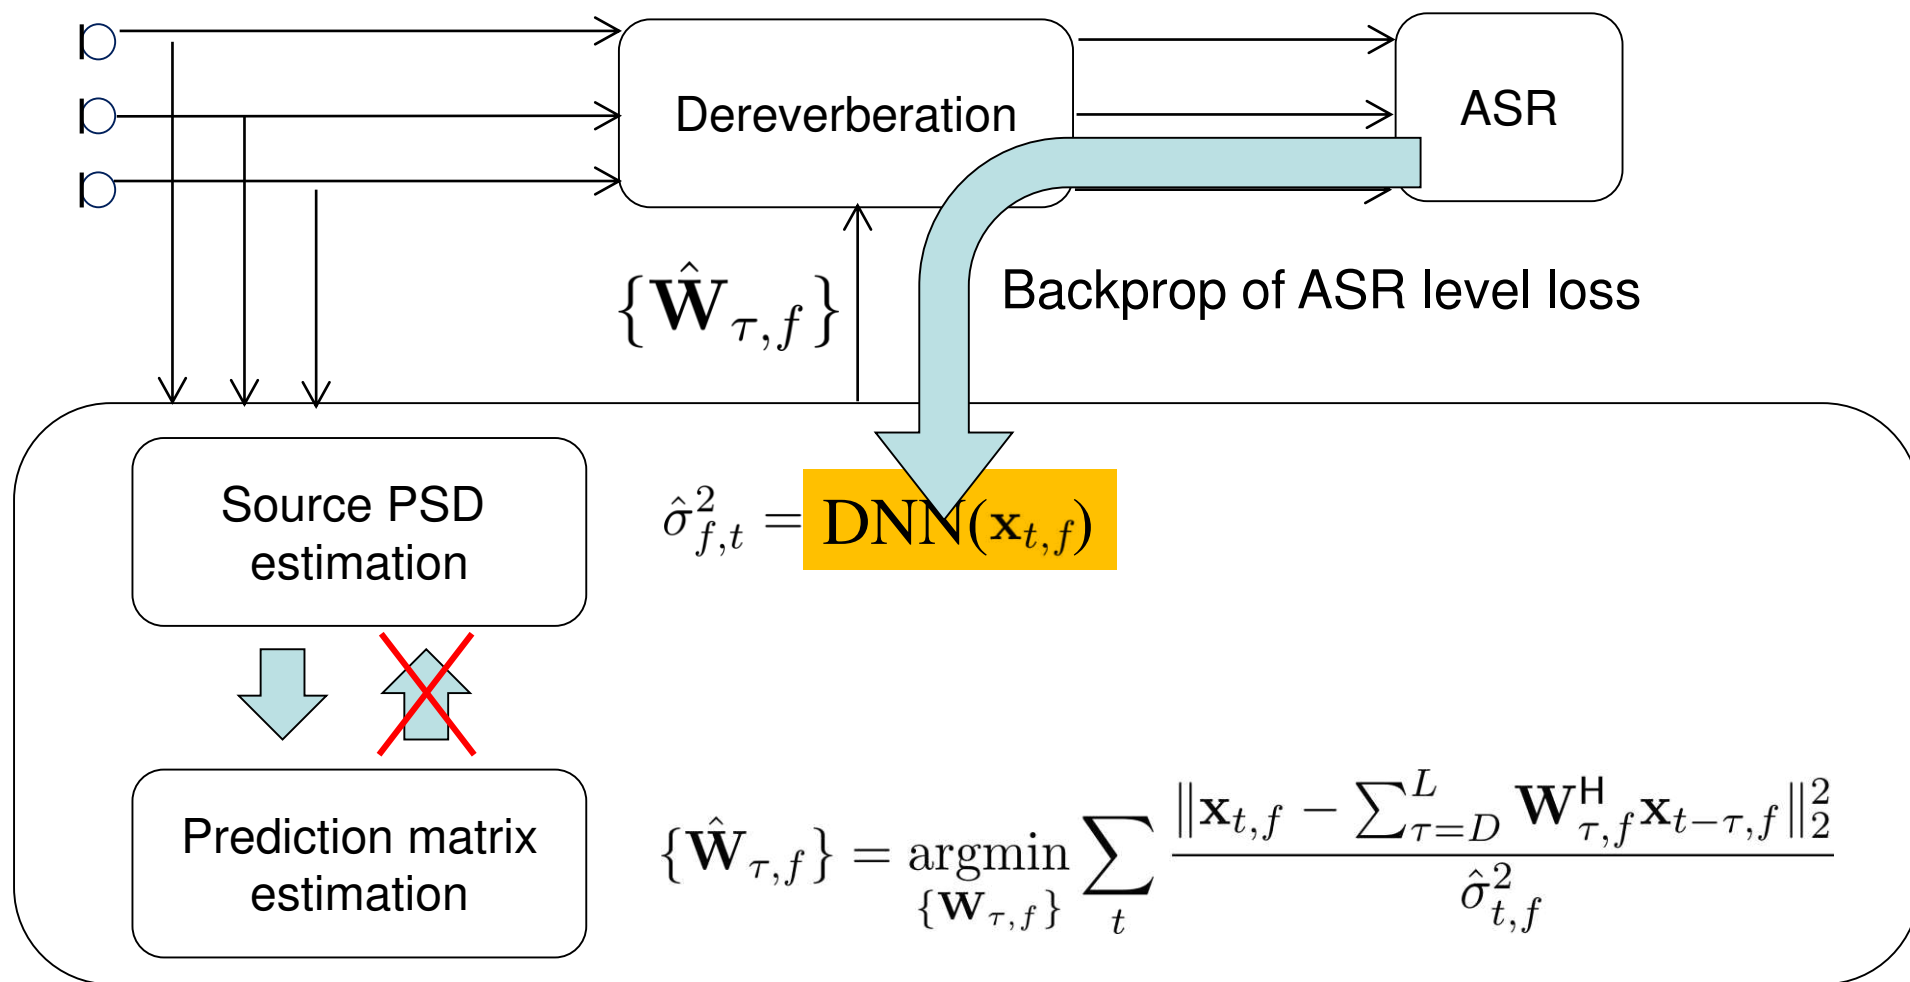 Dereverberation
ASR
{Ŵ_{τ,f}}
Backprop of ASR level loss
Source PSD
estimation
σ̂²_{f,t} = DNN(x_{t,f})
Prediction matrix
estimation
{Ŵ_{τ,f}} = argmin_{{W_{τ,f}}} ∑_t ‖x_{t,f} − ∑_{τ=D}^{L} W^H_{τ,f} x_{t−τ,f}‖²₂ / σ̂²_{t,f}